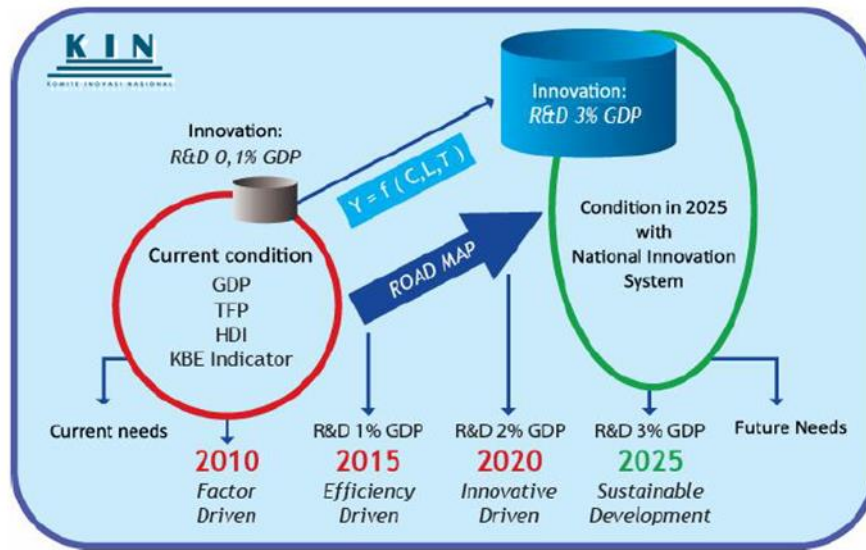 KIN
KOMITE INOVASI NASIONAL
Innovation:
R&D 0,1% GDP
Innovation:
R&D 3% GDP
Y = f ( C,L,T )
ROAD MAP
Current condition
GDP
TFP
HDI
KBE Indicator
Condition in 2025
with
National Innovation
System
Current needs
2010
Factor
Driven
R&D 1% GDP
2015
Efficiency
Driven
R&D 2% GDP
2020
Innovative
Driven
R&D 3% GDP
2025
Sustainable
Development
Future Needs